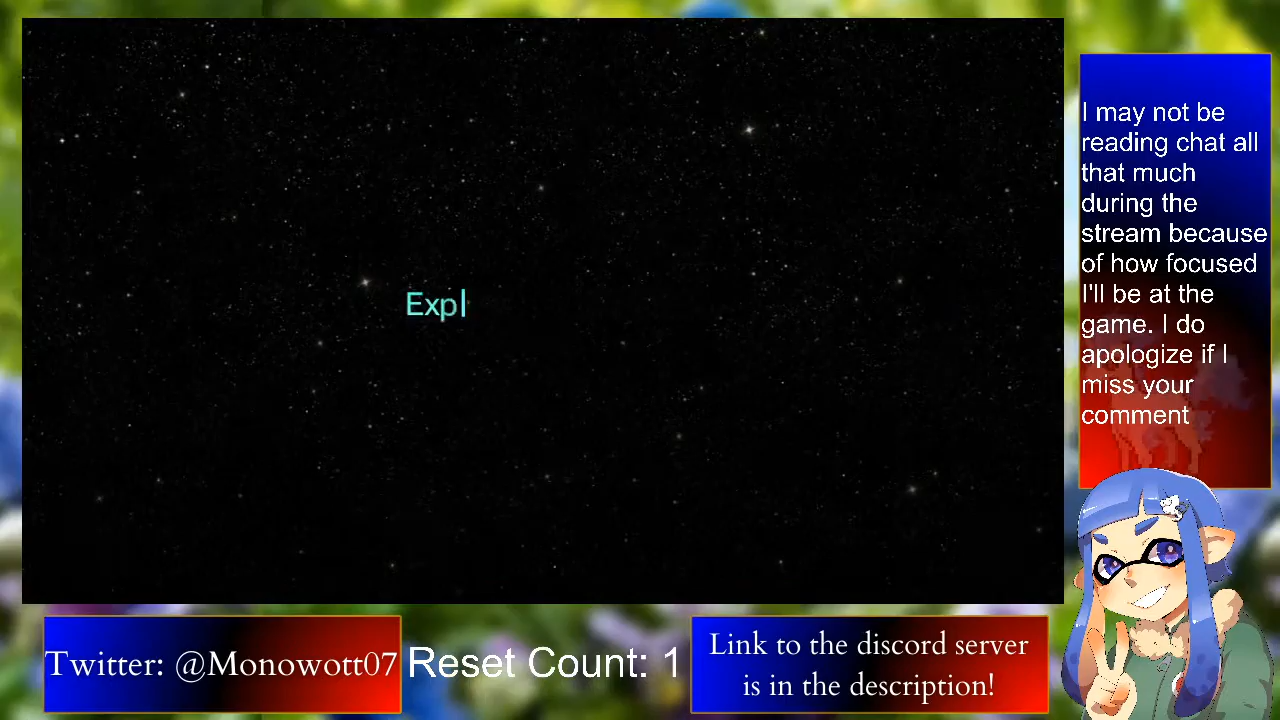 Expl
I may not be
reading chat all
that much
during the
stream because
of how focused
I'll be at the
game. I do
apologize if I
miss your
comment
Twitter: @Monowott07
Reset Count: 1
Link to the discord server
is in the description!